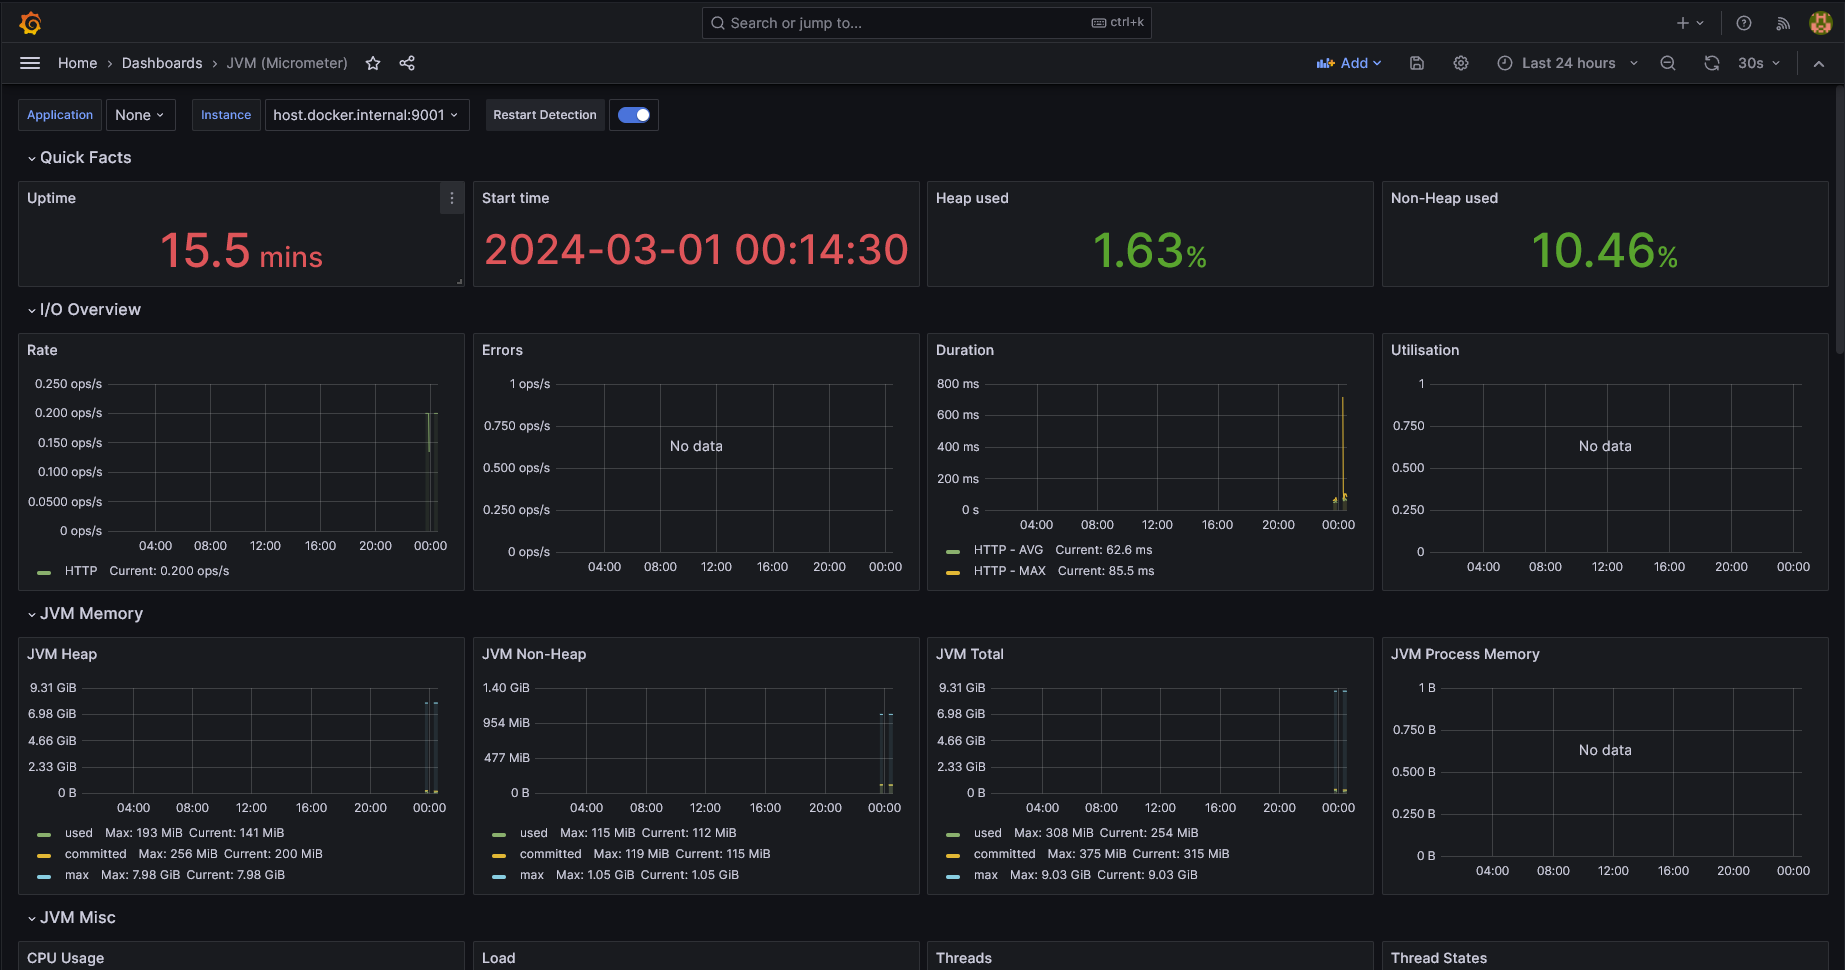 Search or jump to... ctrl+k
Home › Dashboards › JVM (Micrometer)
Add Last 24 hours 30s
Application None Instance host.docker.internal:9001 Restart Detection
Quick Facts
Uptime
15.5 mins
Start time
2024-03-01 00:14:30
Heap used
1.63%
Non-Heap used
10.46%
I/O Overview
Rate
0.250 ops/s
0.200 ops/s
0.150 ops/s
0.100 ops/s
0.0500 ops/s
0 ops/s
04:00 08:00 12:00 16:00 20:00 00:00
HTTP Current: 0.200 ops/s
Errors
1 ops/s
0.750 ops/s
0.500 ops/s
0.250 ops/s
0 ops/s
No data
04:00 08:00 12:00 16:00 20:00 00:00
Duration
800 ms
600 ms
400 ms
200 ms
0 s
04:00 08:00 12:00 16:00 20:00 00:00
HTTP - AVG Current: 62.6 ms
HTTP - MAX Current: 85.5 ms
Utilisation
1
0.750
0.500
0.250
0
No data
04:00 08:00 12:00 16:00 20:00 00:00
JVM Memory
JVM Heap
9.31 GiB
6.98 GiB
4.66 GiB
2.33 GiB
0 B
04:00 08:00 12:00 16:00 20:00 00:00
used Max: 193 MiB Current: 141 MiB
committed Max: 256 MiB Current: 200 MiB
max Max: 7.98 GiB Current: 7.98 GiB
JVM Non-Heap
1.40 GiB
954 MiB
477 MiB
0 B
04:00 08:00 12:00 16:00 20:00 00:00
used Max: 115 MiB Current: 112 MiB
committed Max: 119 MiB Current: 115 MiB
max Max: 1.05 GiB Current: 1.05 GiB
JVM Total
9.31 GiB
6.98 GiB
4.66 GiB
2.33 GiB
0 B
04:00 08:00 12:00 16:00 20:00 00:00
used Max: 308 MiB Current: 254 MiB
committed Max: 375 MiB Current: 315 MiB
max Max: 9.03 GiB Current: 9.03 GiB
JVM Process Memory
1 B
0.750 B
0.500 B
0.250 B
0 B
No data
04:00 08:00 12:00 16:00 20:00 00:00
JVM Misc
CPU Usage
Load
Threads
Thread States